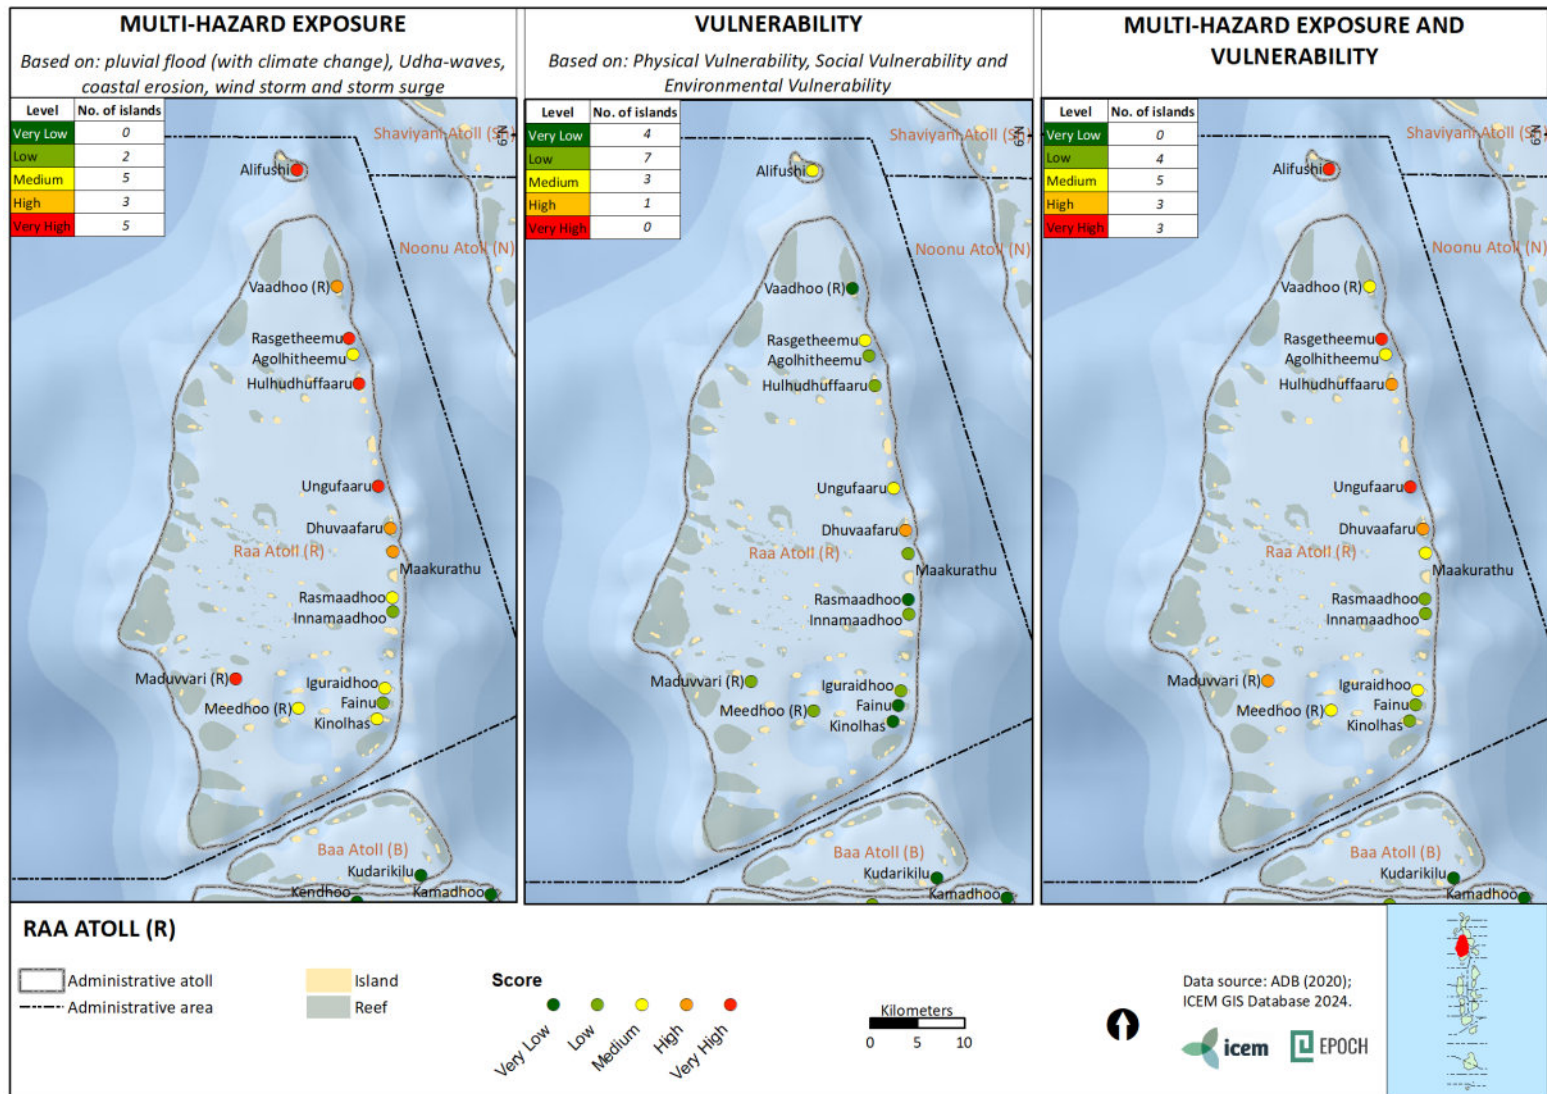 MULTI-HAZARD EXPOSURE
Based on: pluvial flood (with climate change), Udha-waves,
coastal erosion, wind storm and storm surge
Level No. of islands
Very Low 0
Low 2
Medium 5
High 3
Very High 5
Shaviyani Atoll (Sh)
6°N
Alifushi
Noonu Atoll (N)
Vaadhoo (R)
Rasgetheemu
Agolhitheemu
Hulhudhuffaaru
Ungufaaru
Dhuvaafaru
Raa Atoll (R)
Maakurathu
Rasmaadhoo
Innamaadhoo
Maduvvari (R)
Iguraidhoo
Meedhoo (R)
Fainu
Kinolhas
Baa Atoll (B)
Kudarikilu
Kendhoo
Kamadhoo
VULNERABILITY
Based on: Physical Vulnerability, Social Vulnerability and
Environmental Vulnerability
Level No. of islands
Very Low 4
Low 7
Medium 3
High 1
Very High 0
Shaviyani Atoll (Sh)
6°N
Alifushi
Noonu Atoll (N)
Vaadhoo (R)
Rasgetheemu
Agolhitheemu
Hulhudhuffaaru
Ungufaaru
Dhuvaafaru
Raa Atoll (R)
Maakurathu
Rasmaadhoo
Innamaadhoo
Maduvvari (R)
Iguraidhoo
Meedhoo (R)
Fainu
Kinolhas
Baa Atoll (B)
Kudarikilu
Kamadhoo
MULTI-HAZARD EXPOSURE AND
VULNERABILITY
Level No. of islands
Very Low 0
Low 4
Medium 5
High 3
Very High 3
Shaviyani Atoll (Sh)
6°N
Alifushi
Noonu Atoll (N)
Vaadhoo (R)
Rasgetheemu
Agolhitheemu
Hulhudhuffaaru
Ungufaaru
Dhuvaafaru
Raa Atoll (R)
Maakurathu
Rasmaadhoo
Innamaadhoo
Maduvvari (R)
Iguraidhoo
Meedhoo (R)
Fainu
Kinolhas
Baa Atoll (B)
Kudarikilu
Kamadhoo
RAA ATOLL (R)
Administrative atoll
Administrative area
Island
Reef
Score
Very Low
Low
Medium
High
Very High
Kilometers
0 5 10
Data source: ADB (2020);
ICEM GIS Database 2024.
icem
EPOCH